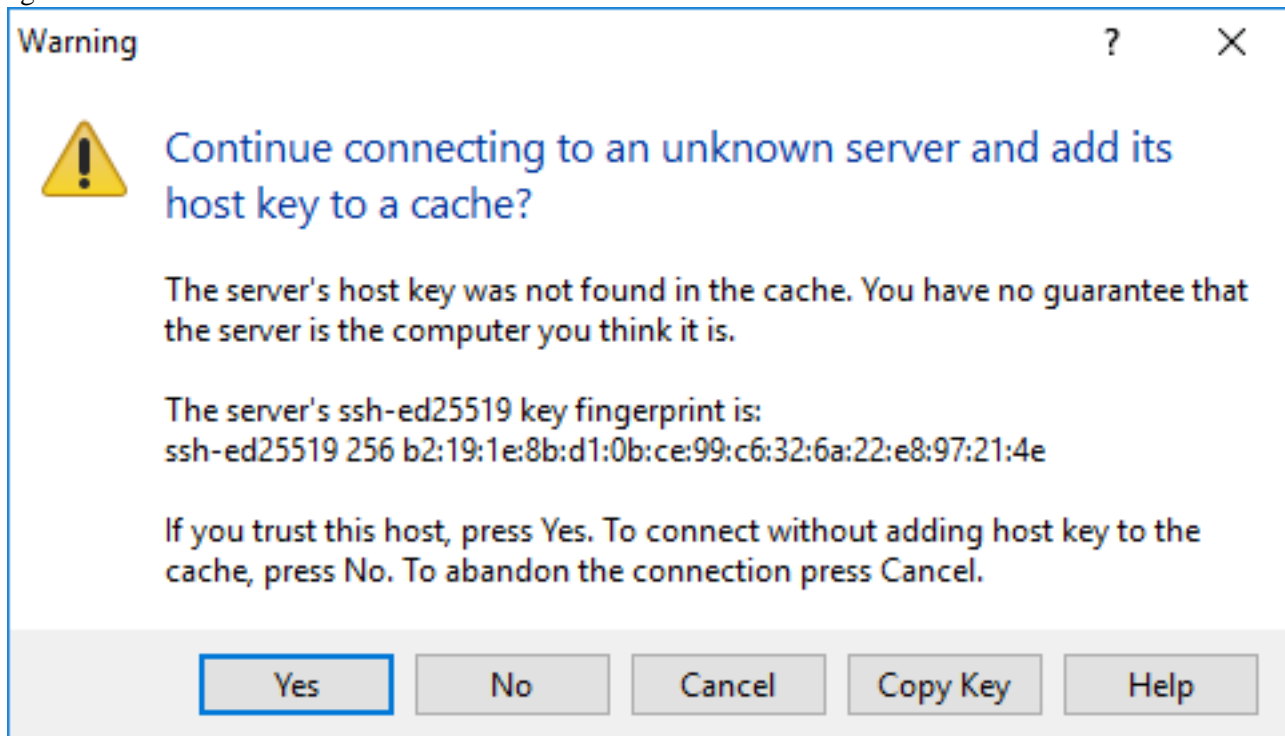 Warning
?
Continue connecting to an unknown server and add its
host key to a cache?
The server's host key was not found in the cache. You have no guarantee that
the server is the computer you think it is.
The server's ssh-ed25519 key fingerprint is:
ssh-ed25519 256 b2:19:1e:8b:d1:0b:ce:99:c6:32:6a:22:e8:97:21:4e
If you trust this host, press Yes. To connect without adding host key to the
cache, press No. To abandon the connection press Cancel.
Yes No Cancel Copy Key Help